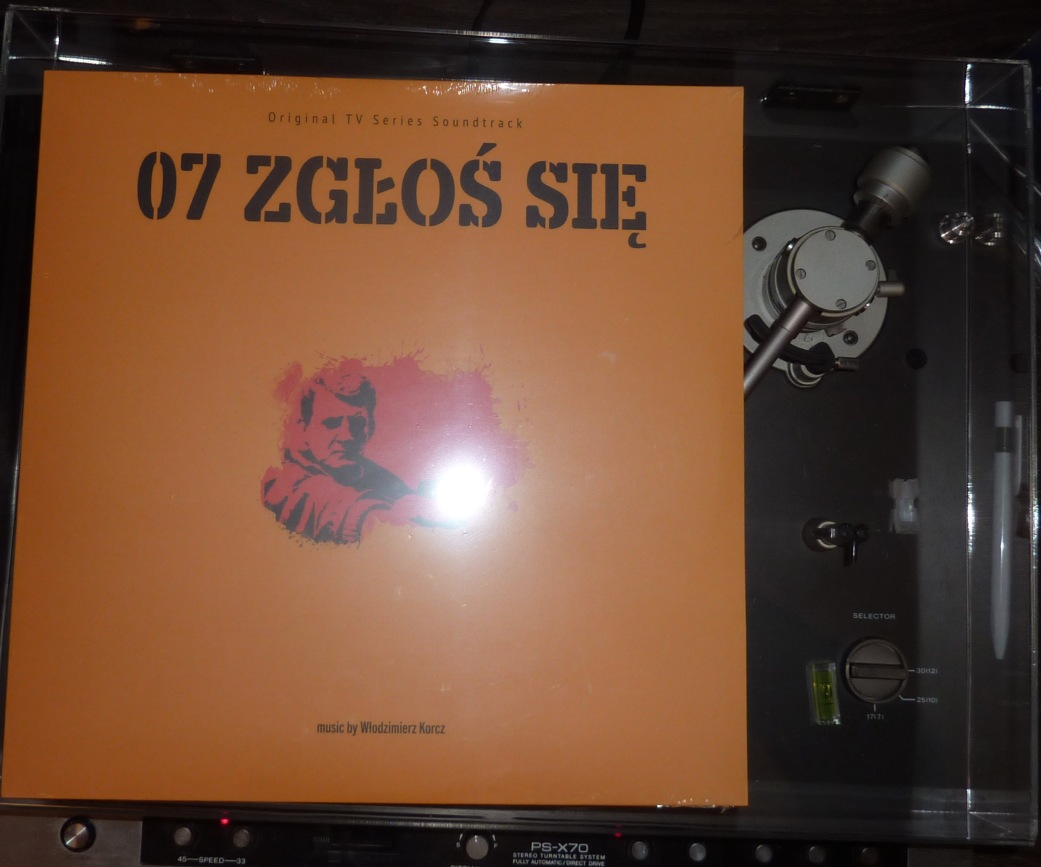 Original TV Series Soundtrack
07 ZGŁOŚ SIĘ
music by Włodzimierz Korcz
SELECTOR
30(12)
25(10)
17(7)
45—SPEED—33
PS-X70
STEREO TURNTABLE SYSTEM
FULLY AUTOMATIC/DIRECT DRIVE